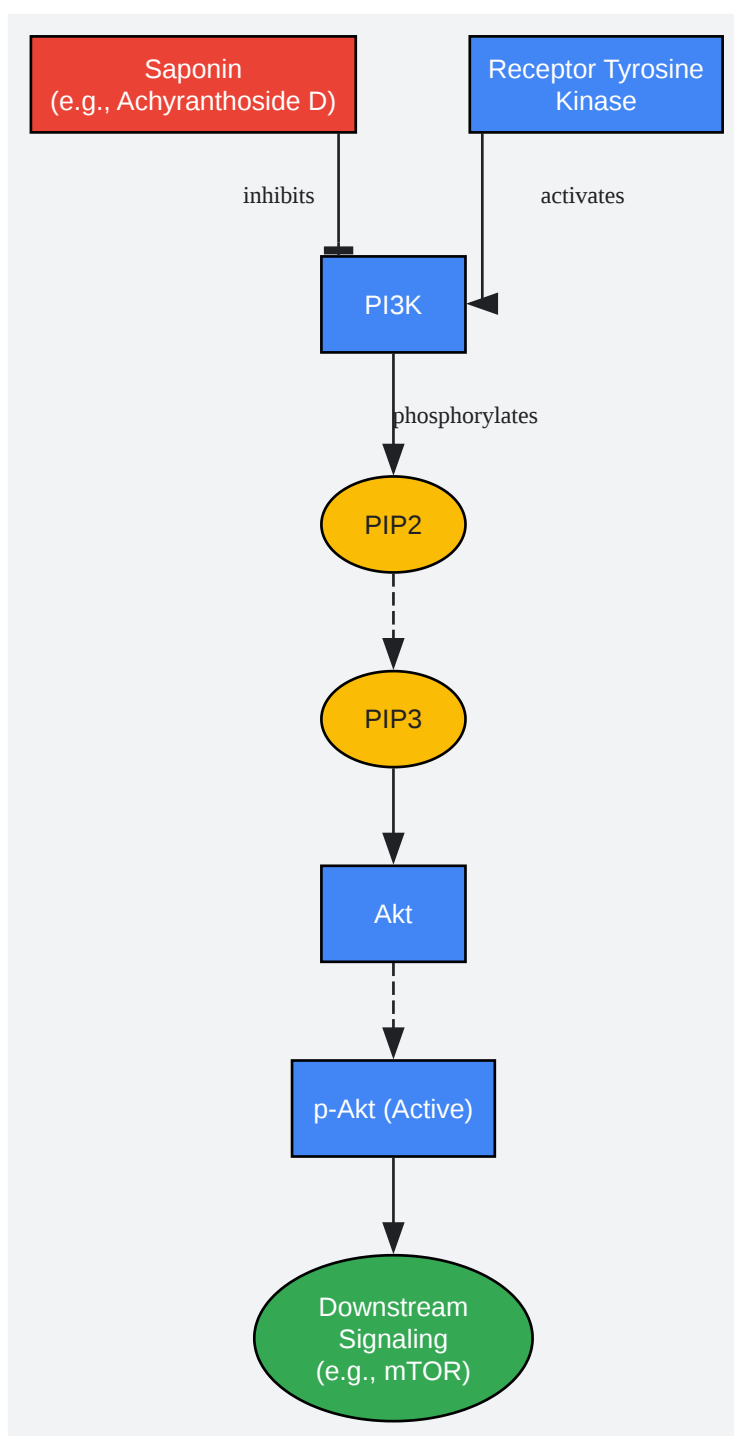 Saponin
(e.g., Achyranthoside D)
Receptor Tyrosine
Kinase
inhibits
activates
PI3K
phosphorylates
PIP2
PIP3
Akt
p-Akt (Active)
Downstream
Signaling
(e.g., mTOR)